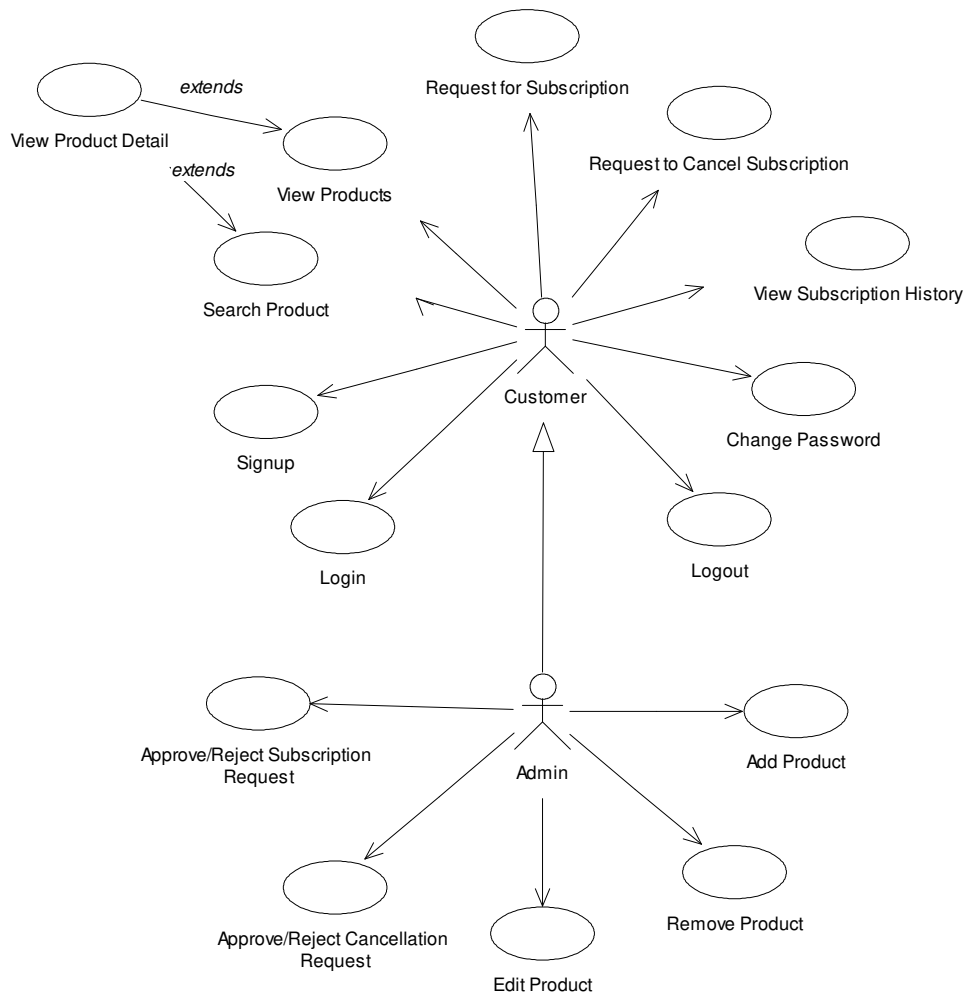 Request for Subscription
extends
View Product Detail
Request to Cancel Subscription
extends
View Products
View Subscription History
Search Product
Customer
Change Password
Signup
Login
Logout
Approve/Reject Subscription
Request
Add Product
Admin
Remove Product
Approve/Reject Cancellation
Request
Edit Product